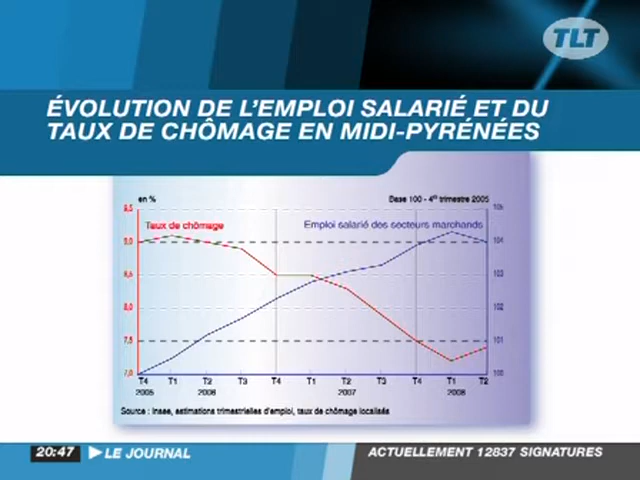 TLT
ÉVOLUTION DE L'EMPLOI SALARIÉ ET DU
TAUX DE CHÔMAGE EN MIDI-PYRÉNÉES
en % Base 100 - 4e trimestre 2005
9,5 105
Taux de chômage Emploi salarié des secteurs marchands
9,0 104
8,5 103
8,0 102
7,5 101
7,0 100
T4 T1 T2 T3 T4 T1 T2 T3 T4 T1 T2
2005 2006 2007 2008
Source : Insee, estimations trimestrielles d'emploi, taux de chômage localisés
20:47 LE JOURNAL ACTUELLEMENT 12837 SIGNATURES